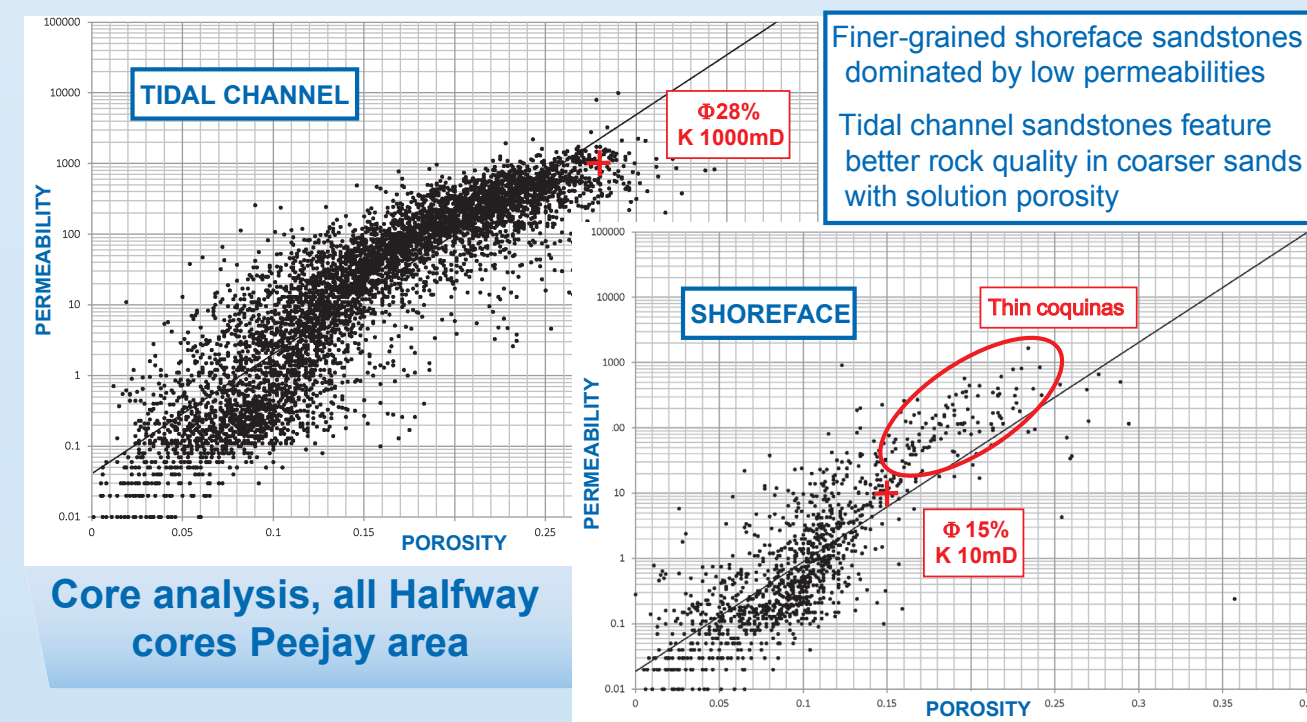 100000
10000
1000
100
10
1
0.1
0.01
PERMEABILITY
TIDAL CHANNEL
Φ28%
K 1000mD
0
0.05
0.1
0.15
0.25
POROSITY
Finer-grained shoreface sandstones
dominated by low permeabilities
Tidal channel sandstones feature
better rock quality in coarser sands
with solution porosity
100000
10000
1000
.00
10
1
0.1
0.01
PERMEABILITY
SHOREFACE
Thin coquinas
Φ 15%
K 10mD
0
0.05
0.1
0.15
0.2
0.25
0.3
0.35
POROSITY
Core analysis, all Halfway
cores Peejay area